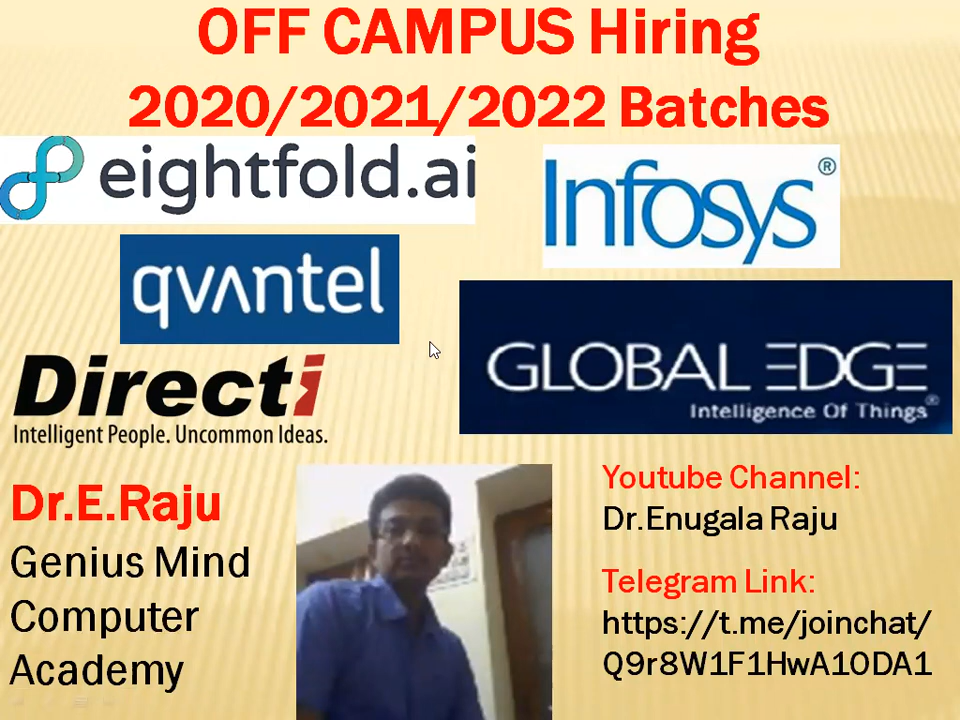 OFF CAMPUS Hiring
2020/2021/2022 Batches
eightfold.ai
Infosys®
qvantel
GLOBAL EDGE
Intelligence Of Things®
Directi
Intelligent People. Uncommon Ideas.
Dr.E.Raju
Genius Mind
Computer
Academy
Youtube Channel:
Dr.Enugala Raju
Telegram Link:
https://t.me/joinchat/
Q9r8W1F1HwA1ODA1